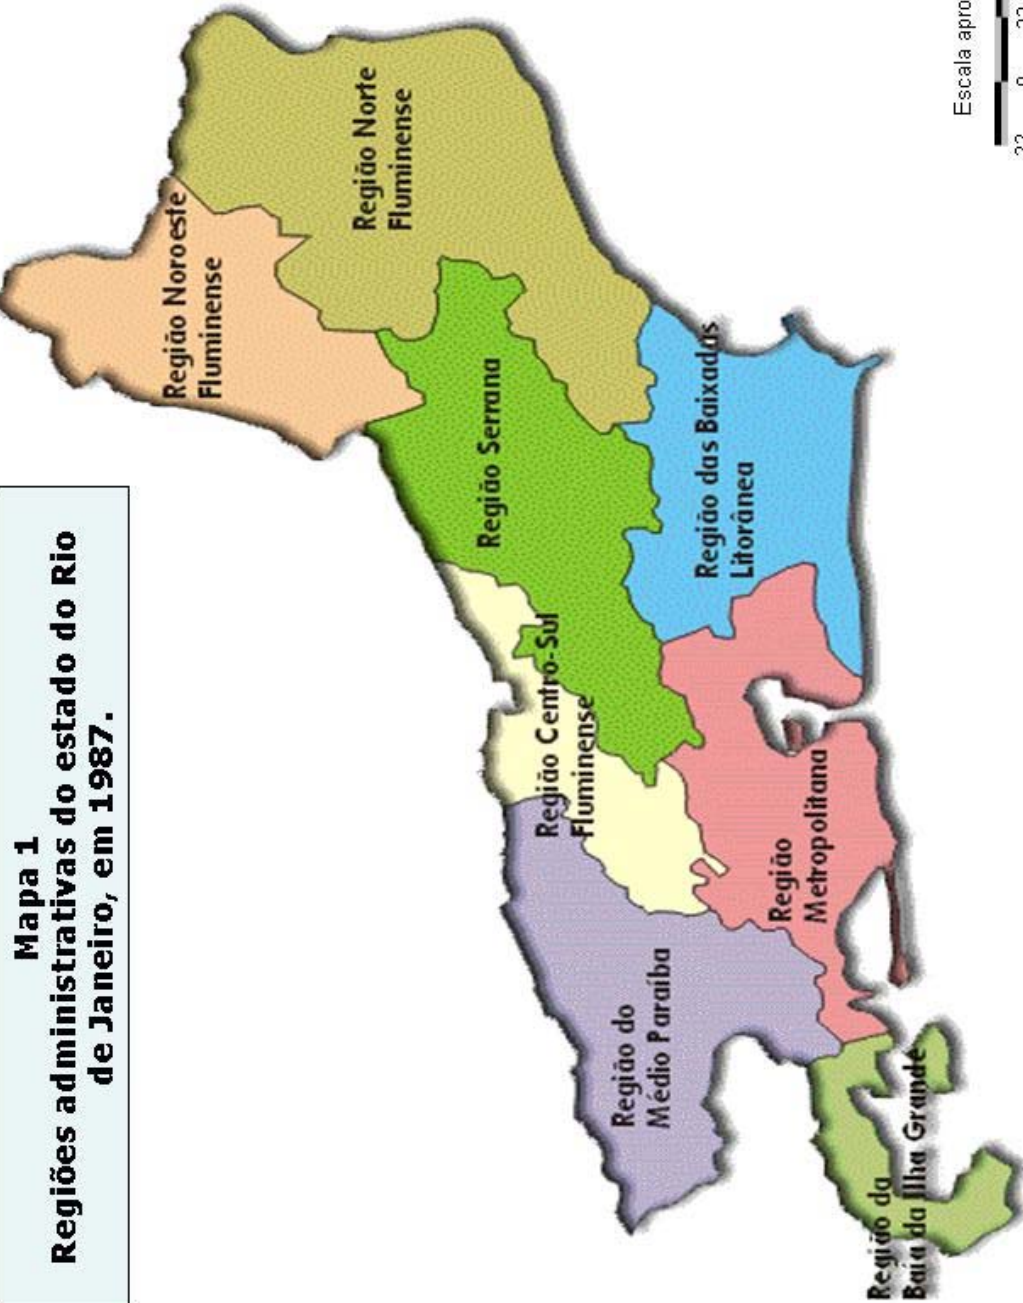 Mapa 1
Regiões administrativas do estado do Rio
de Janeiro, em 1987.
Região Noroeste
Fluminense
Região Norte
Fluminense
Região Serrana
Região Centro-Sul
Fluminense
Região das Baixadas
Litorânea
Região do
Médio Paraíba
Região
Metropolitana
Região da
Baía da Ilha Grande
Escala apro